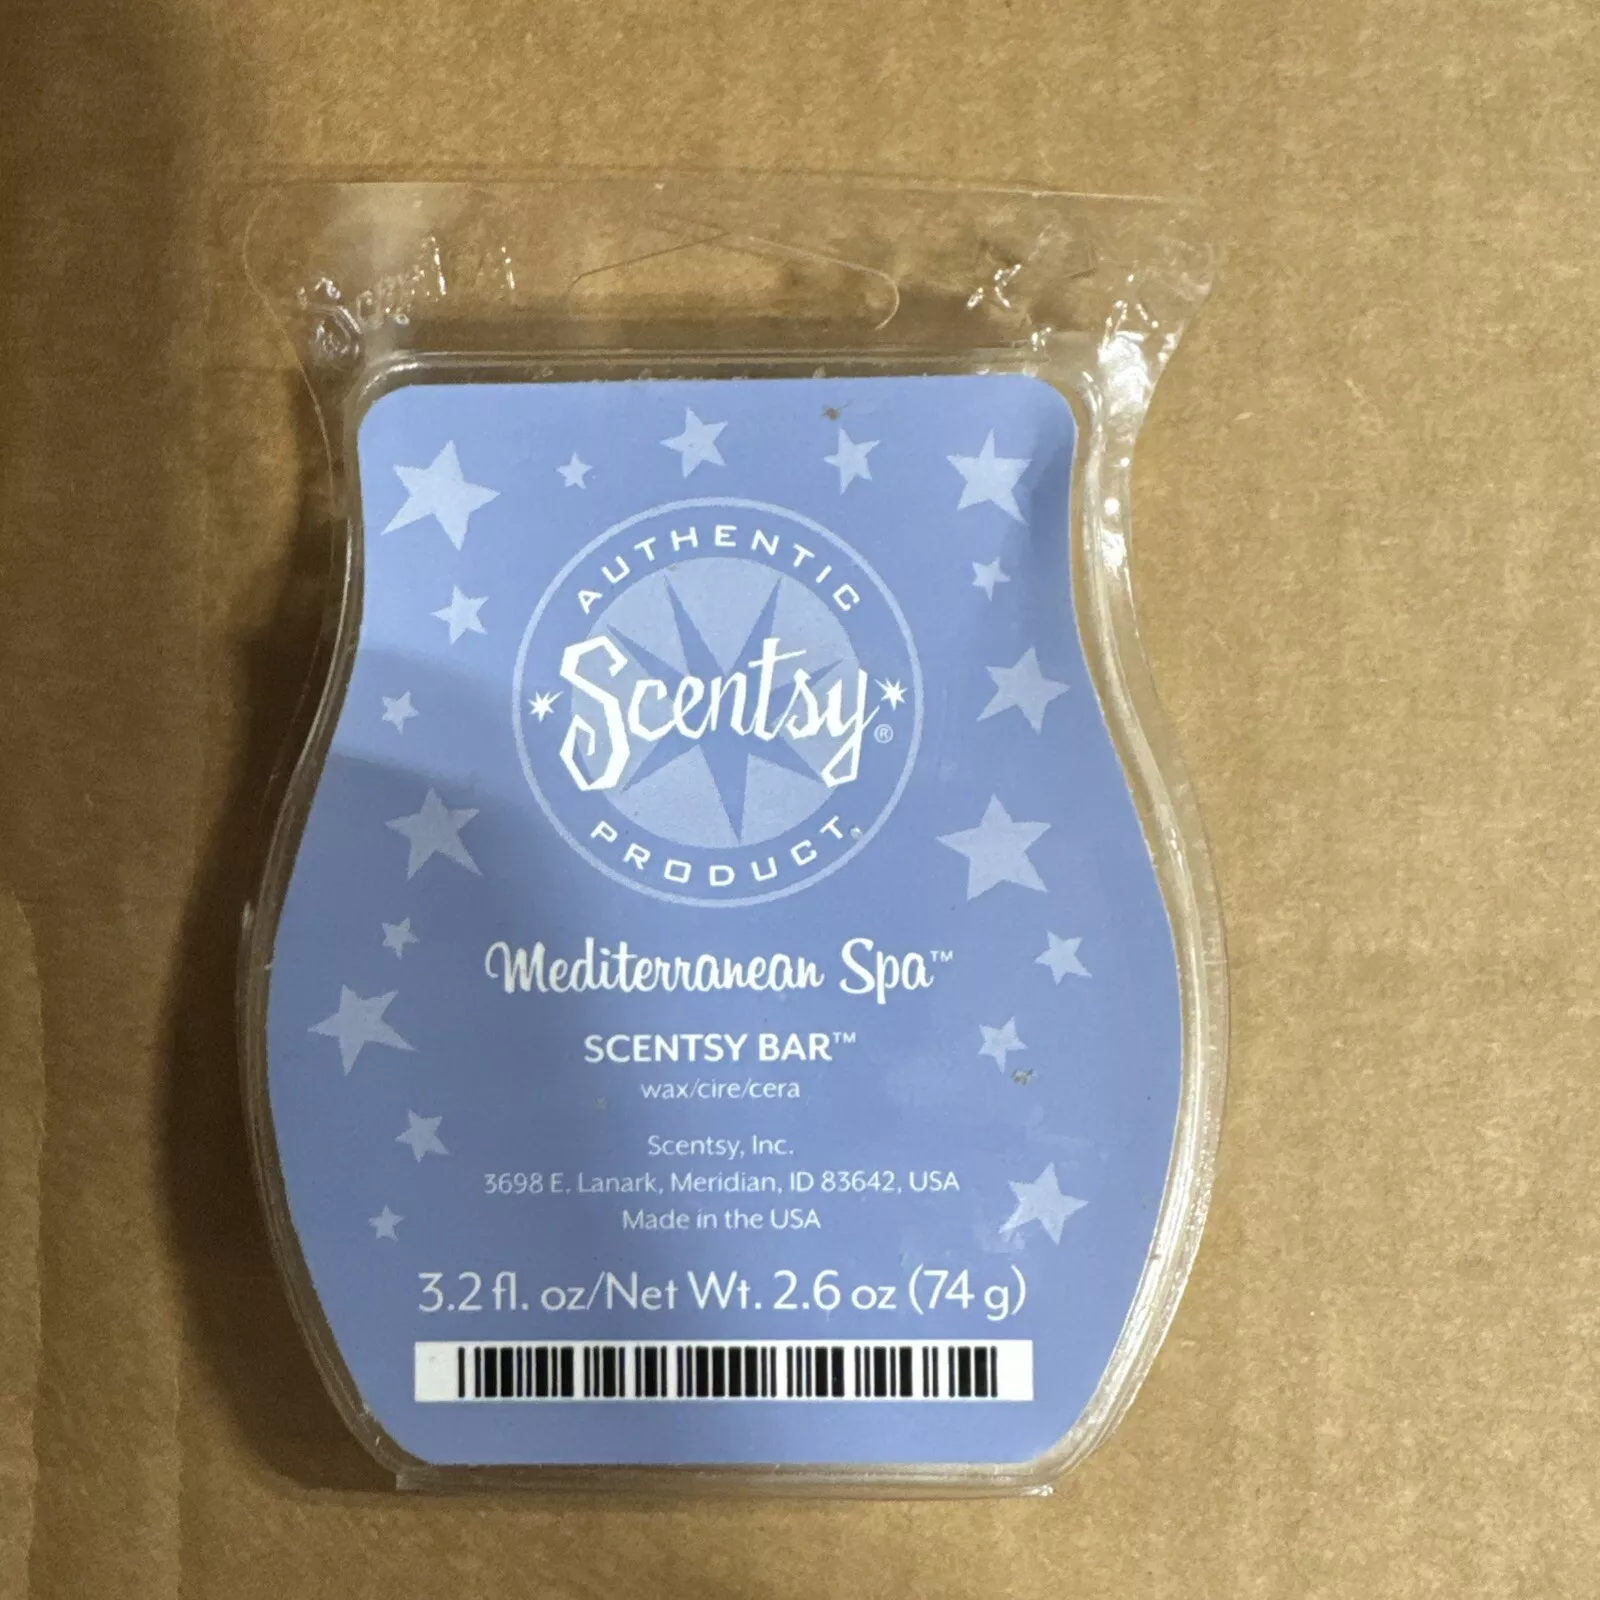 AUTHENTIC
Scentsy®
PRODUCT.
Mediterranean Spa™
SCENTSY BAR™
wax/cire/cera
Scentsy, Inc.
3698 E. Lanark, Meridian, ID 83642, USA
Made in the USA
3.2 fl. oz/Net Wt. 2.6 oz (74 g)